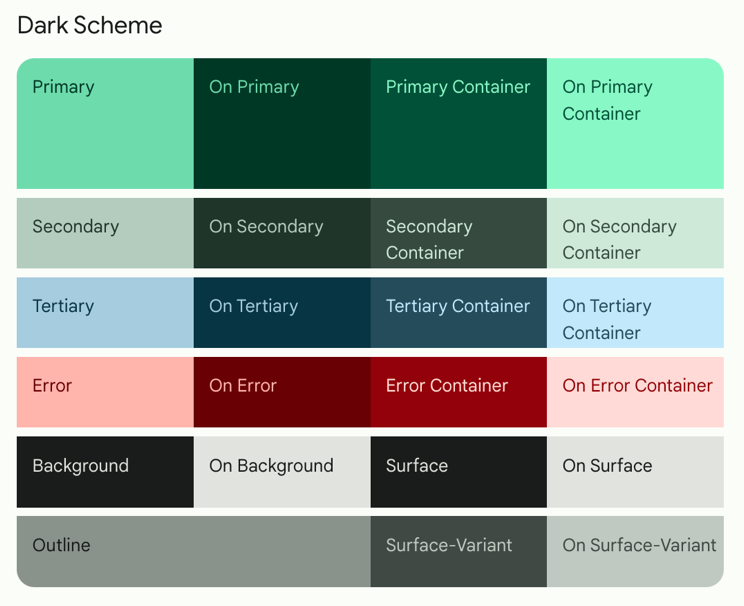 Dark Scheme
Primary
On Primary
Primary Container
On Primary
Container
Secondary
On Secondary
Secondary
Container
On Secondary
Container
Tertiary
On Tertiary
Tertiary Container
On Tertiary
Container
Error
On Error
Error Container
On Error Container
Background
On Background
Surface
On Surface
Outline
Surface-Variant
On Surface-Variant